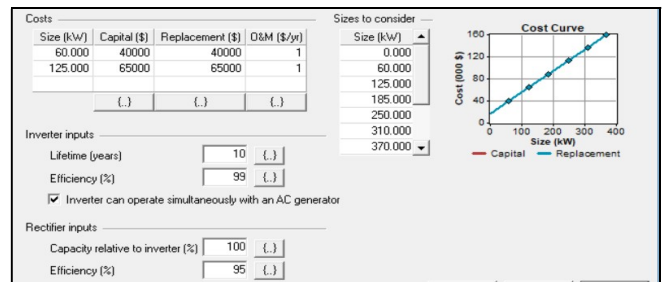 Costs
Size (kW) Capital ($) Replacement ($) O&M ($/yr)
60.000 40000 40000 1
125.000 65000 65000 1
{..} {..} {..}
Sizes to consider
Size (kW)
0.000
60.000
125.000
185.000
250.000
310.000
370.000
Cost Curve
Cost (000 $)
160
120
80
40
0
0 100 200 300 400
Size (kW)
Capital Replacement
Inverter inputs
Lifetime (years) 10 {..}
Efficiency (%) 99 {..}
Inverter can operate simultaneously with an AC generator
Rectifier inputs
Capacity relative to inverter (%) 100 {..}
Efficiency (%) 95 {..}